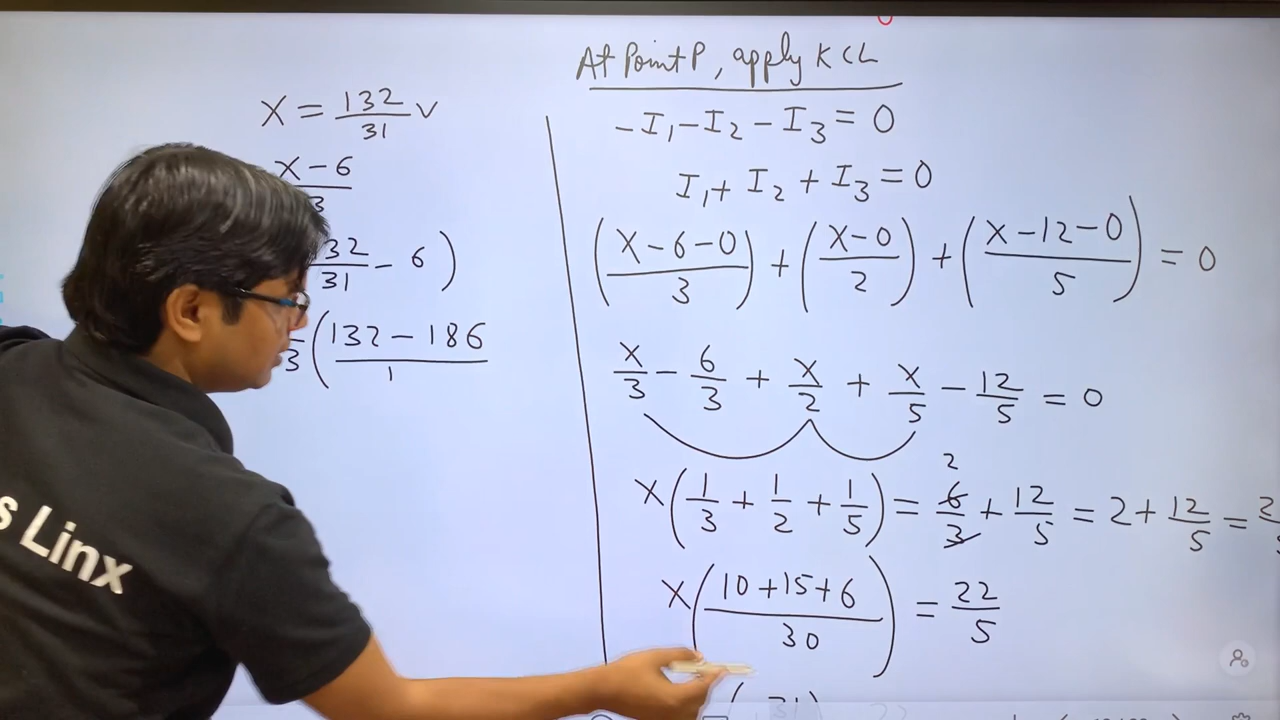 X = 132/31 V
X - 6
32/31 - 6)
3 (132 - 186
At Point P, apply KCL
-I₁ - I₂ - I₃ = 0
I₁ + I₂ + I₃ = 0
((X - 6 - 0)/3) + ((X - 0)/2) + ((X - 12 - 0)/5) = 0
X/3 - 6/3 + X/2 + X/5 - 12/5 = 0
2
X(1/3 + 1/2 + 1/5) = 6/3 + 12/5 = 2 + 12/5 =
X((10 + 15 + 6)/30) = 22/5
s Linx